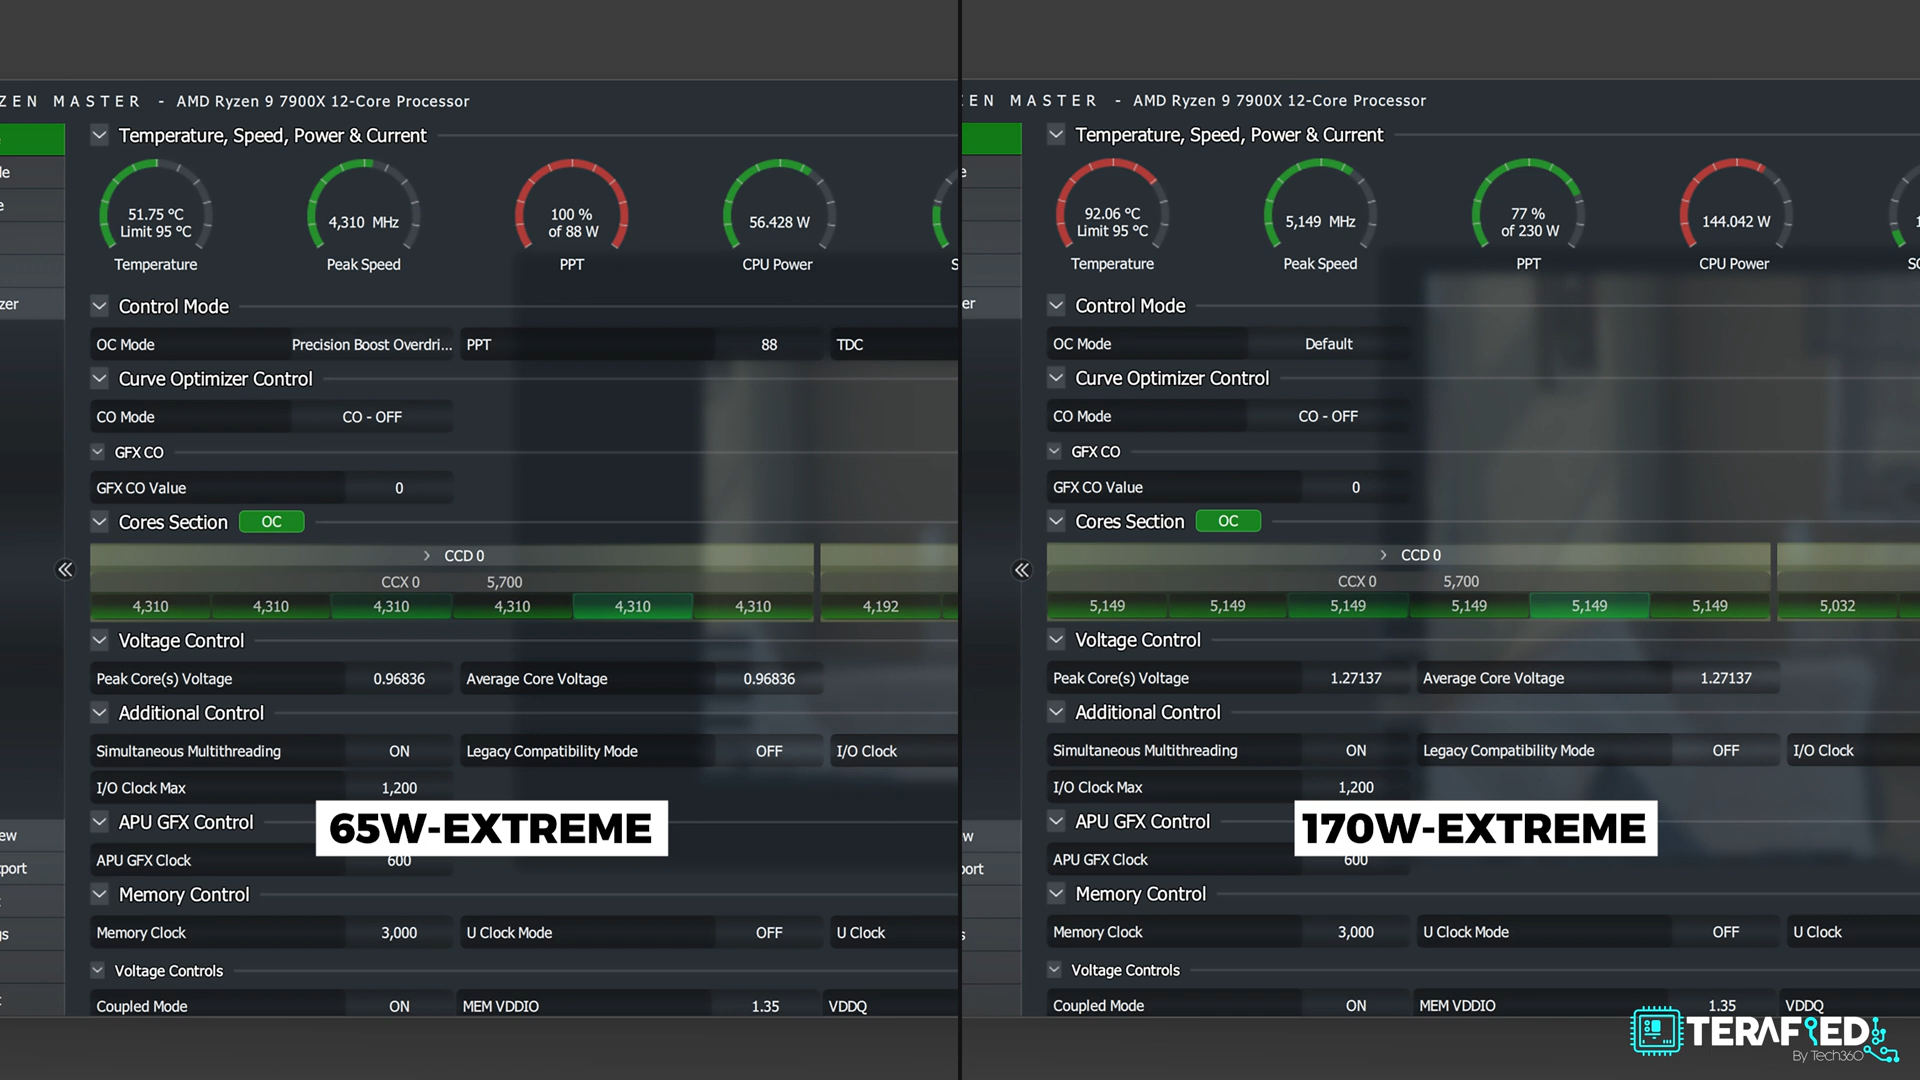 ZEN MASTER - AMD Ryzen 9 7900X 12-Core Processor
Temperature, Speed, Power & Current
51.75 °C
Limit 95 °C
Temperature
4,310 MHz
Peak Speed
100 %
of 88 W
PPT
56.428 W
CPU Power
S
le
e
zer
Control Mode
OC Mode Precision Boost Overdri... PPT 88 TDC
Curve Optimizer Control
CO Mode CO - OFF
GFX CO
GFX CO Value 0
Cores Section OC
CCD 0
CCX 0 5,700
4,310 4,310 4,310 4,310 4,310 4,310 4,192
Voltage Control
Peak Core(s) Voltage 0.96836 Average Core Voltage 0.96836
Additional Control
Simultaneous Multithreading ON Legacy Compatibility Mode OFF I/O Clock
I/O Clock Max 1,200
65W-EXTREME
ew
APU GFX Control
APU GFX Clock 600
port
Memory Control
Memory Clock 3,000 U Clock Mode OFF U Clock
gs
Voltage Controls
Coupled Mode ON MEM VDDIO 1.35 VDDQ
ZEN MASTER - AMD Ryzen 9 7900X 12-Core Processor
Temperature, Speed, Power & Current
92.06 °C
Limit 95 °C
Temperature
5,149 MHz
Peak Speed
77 %
of 230 W
PPT
144.042 W
CPU Power
1
SO
e
er
Control Mode
OC Mode Default
Curve Optimizer Control
CO Mode CO - OFF
GFX CO
GFX CO Value 0
Cores Section OC
CCD 0
CCX 0 5,700
5,149 5,149 5,149 5,149 5,149 5,149 5,032
Voltage Control
Peak Core(s) Voltage 1.27137 Average Core Voltage 1.27137
Additional Control
Simultaneous Multithreading ON Legacy Compatibility Mode OFF I/O Clock
I/O Clock Max 1,200
170W-EXTREME
w
APU GFX Control
APU GFX Clock 600
port
Memory Control
Memory Clock 3,000 U Clock Mode OFF U Clock
s
Voltage Controls
Coupled Mode ON MEM VDDIO 1.35 VDDQ
TERAFIED
By Tech360